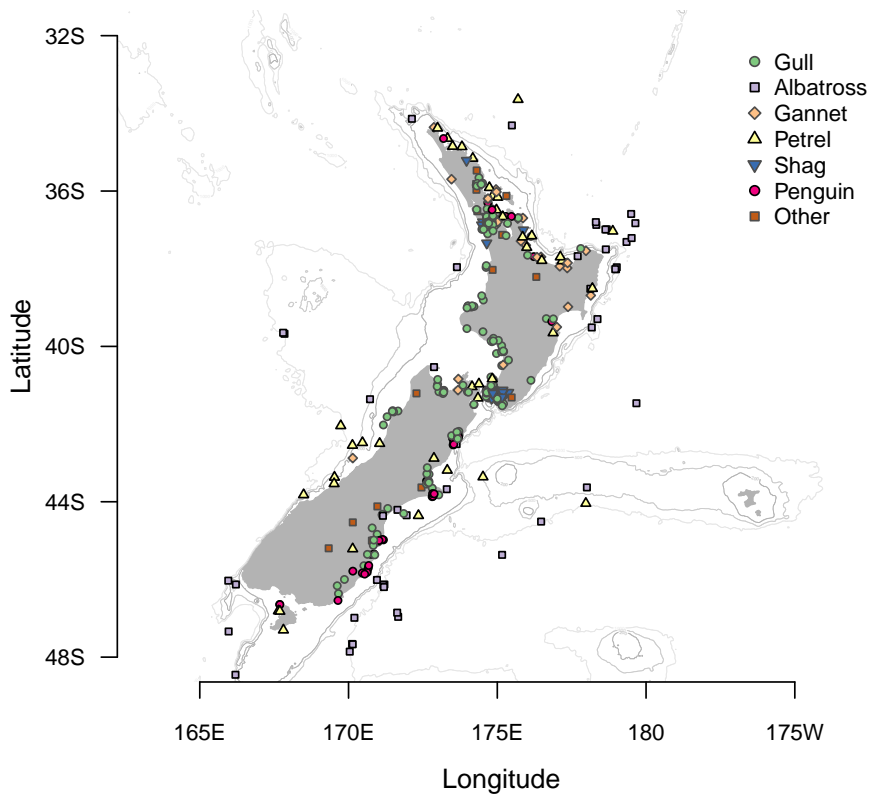 32S
36S
40S
44S
48S
Latitude
Gull
Albatross
Gannet
Petrel
Shag
Penguin
Other
165E 170E 175E 180 175W
Longitude